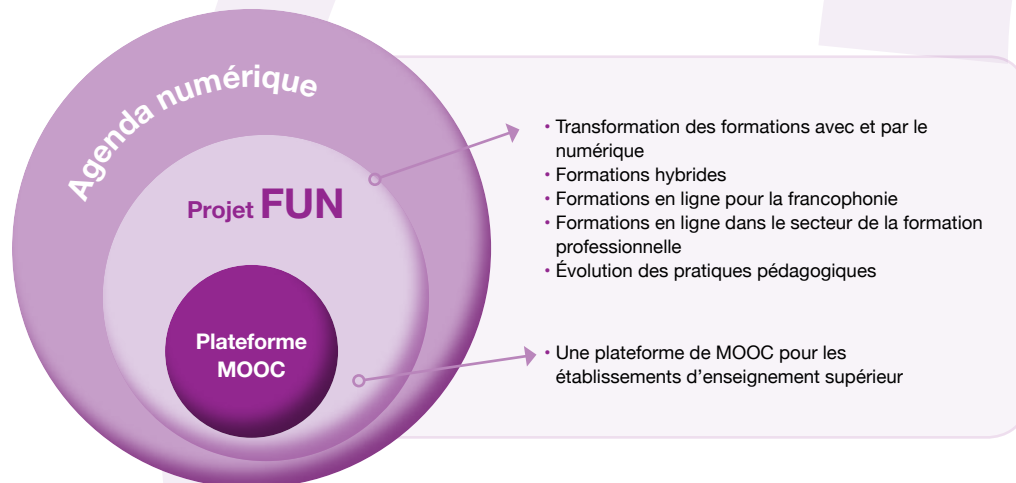 Agenda numérique
Projet FUN
Plateforme
MOOC
• Transformation des formations avec et par le
numérique
• Formations hybrides
• Formations en ligne pour la francophonie
• Formations en ligne dans le secteur de la formation
professionnelle
• Évolution des pratiques pédagogiques
• Une plateforme de MOOC pour les
établissements d’enseignement supérieur